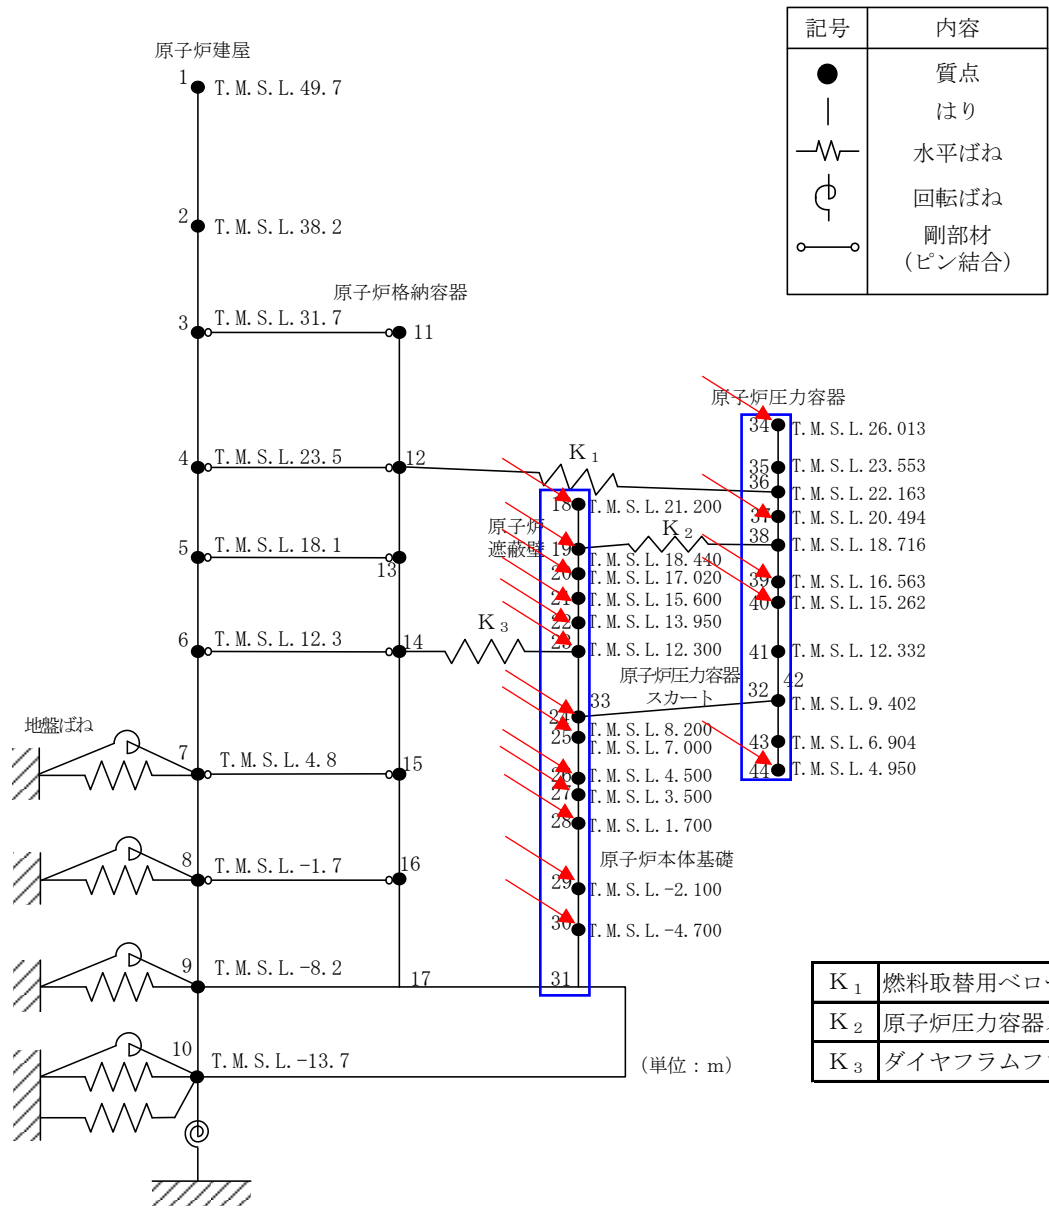 記号 内容
質点
はり
水平ばね
回転ばね
剛部材
(ピン結合)
原子炉建屋
1 T.M.S.L.49.7
2 T.M.S.L.38.2
原子炉格納容器
3 T.M.S.L.31.7 11
4 T.M.S.L.23.5 12
5 T.M.S.L.18.1 13
6 T.M.S.L.12.3 14
地盤ばね
7 T.M.S.L.4.8 15
8 T.M.S.L.-1.7 16
9 T.M.S.L.-8.2 17
10 T.M.S.L.-13.7
K1
K2
K3
原子炉
遮蔽壁
18 T.M.S.L.21.200
19 T.M.S.L.18.440
20 T.M.S.L.17.020
21 T.M.S.L.15.600
22 T.M.S.L.13.950
23 T.M.S.L.12.300
原子炉圧力容器
スカート
33
24 T.M.S.L.8.200
25 T.M.S.L.7.000
26 T.M.S.L.4.500
27 T.M.S.L.3.500
28 T.M.S.L.1.700
原子炉本体基礎
29 T.M.S.L.-2.100
30 T.M.S.L.-4.700
31
原子炉圧力容器
34 T.M.S.L.26.013
35 T.M.S.L.23.553
36 T.M.S.L.22.163
37 T.M.S.L.20.494
38 T.M.S.L.18.716
39 T.M.S.L.16.563
40 T.M.S.L.15.262
41 T.M.S.L.12.332
42
32 T.M.S.L.9.402
43 T.M.S.L.6.904
44 T.M.S.L.4.950
(単位:m)
K1 燃料取替用ベロ
K2 原子炉圧力容器
K3 ダイヤフラムフ